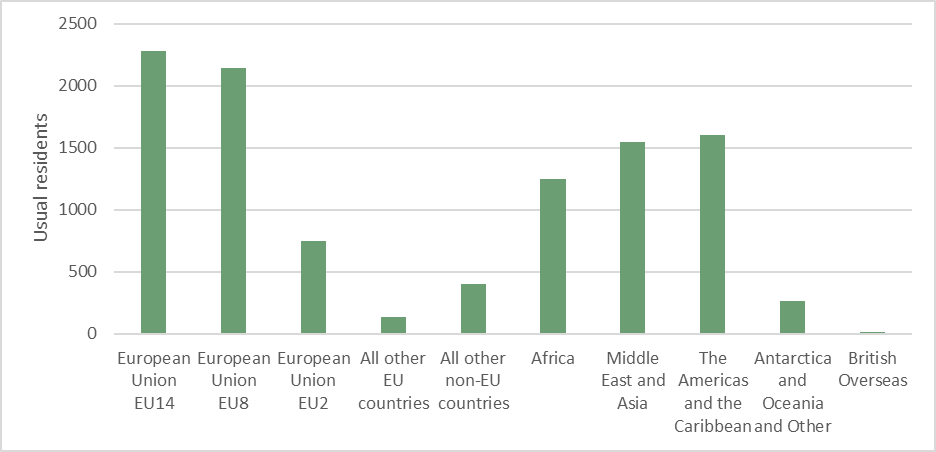 2500
2000
1500
1000
500
0
Usual residents
European Union EU14
European Union EU8
European Union EU2
All other EU countries
All other non-EU countries
Africa
Middle East and Asia
The Americas and the Caribbean
Antarctica and Oceania and Other
British Overseas